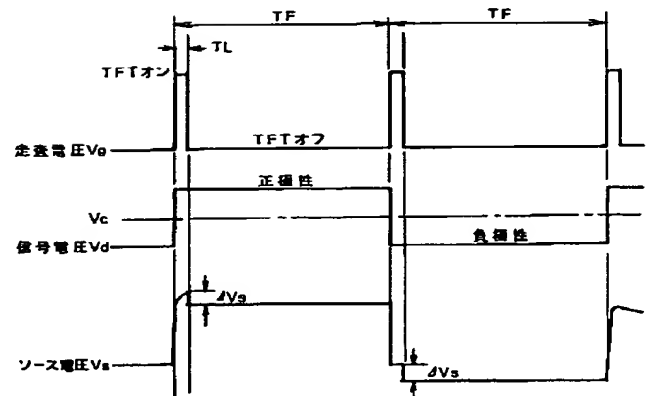 TF TF
TL
TFTオン
走査電圧Vg
TFTオフ
正極性
Vc
信号電圧Vd
負極性
ΔVs
ソース電圧Vs
ΔVs